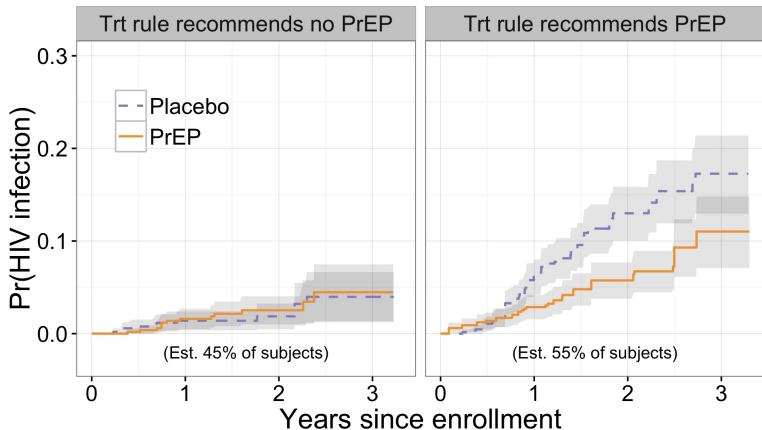 Trt rule recommends no PrEP
Trt rule recommends PrEP
Pr(HIV infection)
0.3
0.2
0.1
0.0
Placebo
PrEP
(Est. 45% of subjects)
(Est. 55% of subjects)
0 1 2 3
0 1 2 3
Years since enrollment